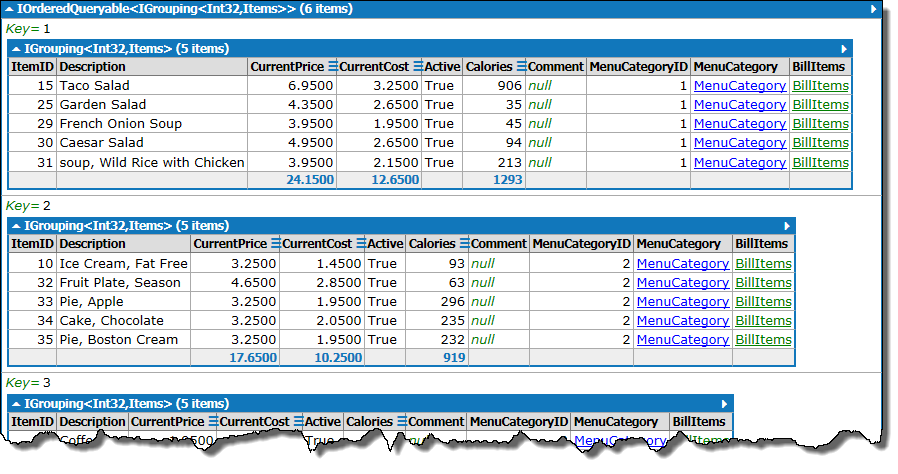 IOrderedQueryable<IGrouping<Int32,Items>> (6 items)
Key= 1
IGrouping<Int32,Items> (5 items)
ItemID Description CurrentPrice CurrentCost Active Calories Comment MenuCategoryID MenuCategory BillItems
15 Taco Salad 6.9500 3.2500 True 906 null 1 MenuCategory BillItems
25 Garden Salad 4.3500 2.6500 True 35 null 1 MenuCategory BillItems
29 French Onion Soup 3.9500 1.9500 True 45 null 1 MenuCategory BillItems
30 Caesar Salad 4.9500 2.6500 True 94 null 1 MenuCategory BillItems
31 soup, Wild Rice with Chicken 3.9500 2.1500 True 213 null 1 MenuCategory BillItems
24.1500 12.6500 1293
Key= 2
IGrouping<Int32,Items> (5 items)
ItemID Description CurrentPrice CurrentCost Active Calories Comment MenuCategoryID MenuCategory BillItems
10 Ice Cream, Fat Free 3.2500 1.4500 True 93 null 2 MenuCategory BillItems
32 Fruit Plate, Season 4.6500 2.8500 True 63 null 2 MenuCategory BillItems
33 Pie, Apple 3.2500 1.9500 True 296 null 2 MenuCategory BillItems
34 Cake, Chocolate 3.2500 2.0500 True 235 null 2 MenuCategory BillItems
35 Pie, Boston Cream 3.2500 1.9500 True 232 null 2 MenuCategory BillItems
17.6500 10.2500 919
Key= 3
IGrouping<Int32,Items> (5 items)
ItemID Description CurrentPrice CurrentCost Active Calories Comment MenuCategoryID MenuCategory BillItems
True MenuCategory